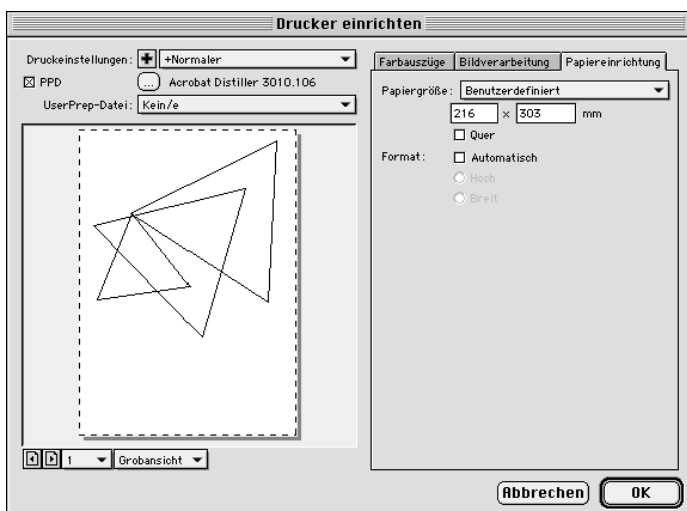 Drucker einrichten
Druckeinstellungen: +Normaler
PPD ... Acrobat Distiller 3010.106
UserPrep-Datei: Kein/e
1 Grobansicht
Farbauszüge Bildverarbeitung Papiereinrichtung
Papiergröße: Benutzerdefiniert
216 × 303 mm
Quer
Format: Automatisch
Hoch
Breit
Abbrechen OK